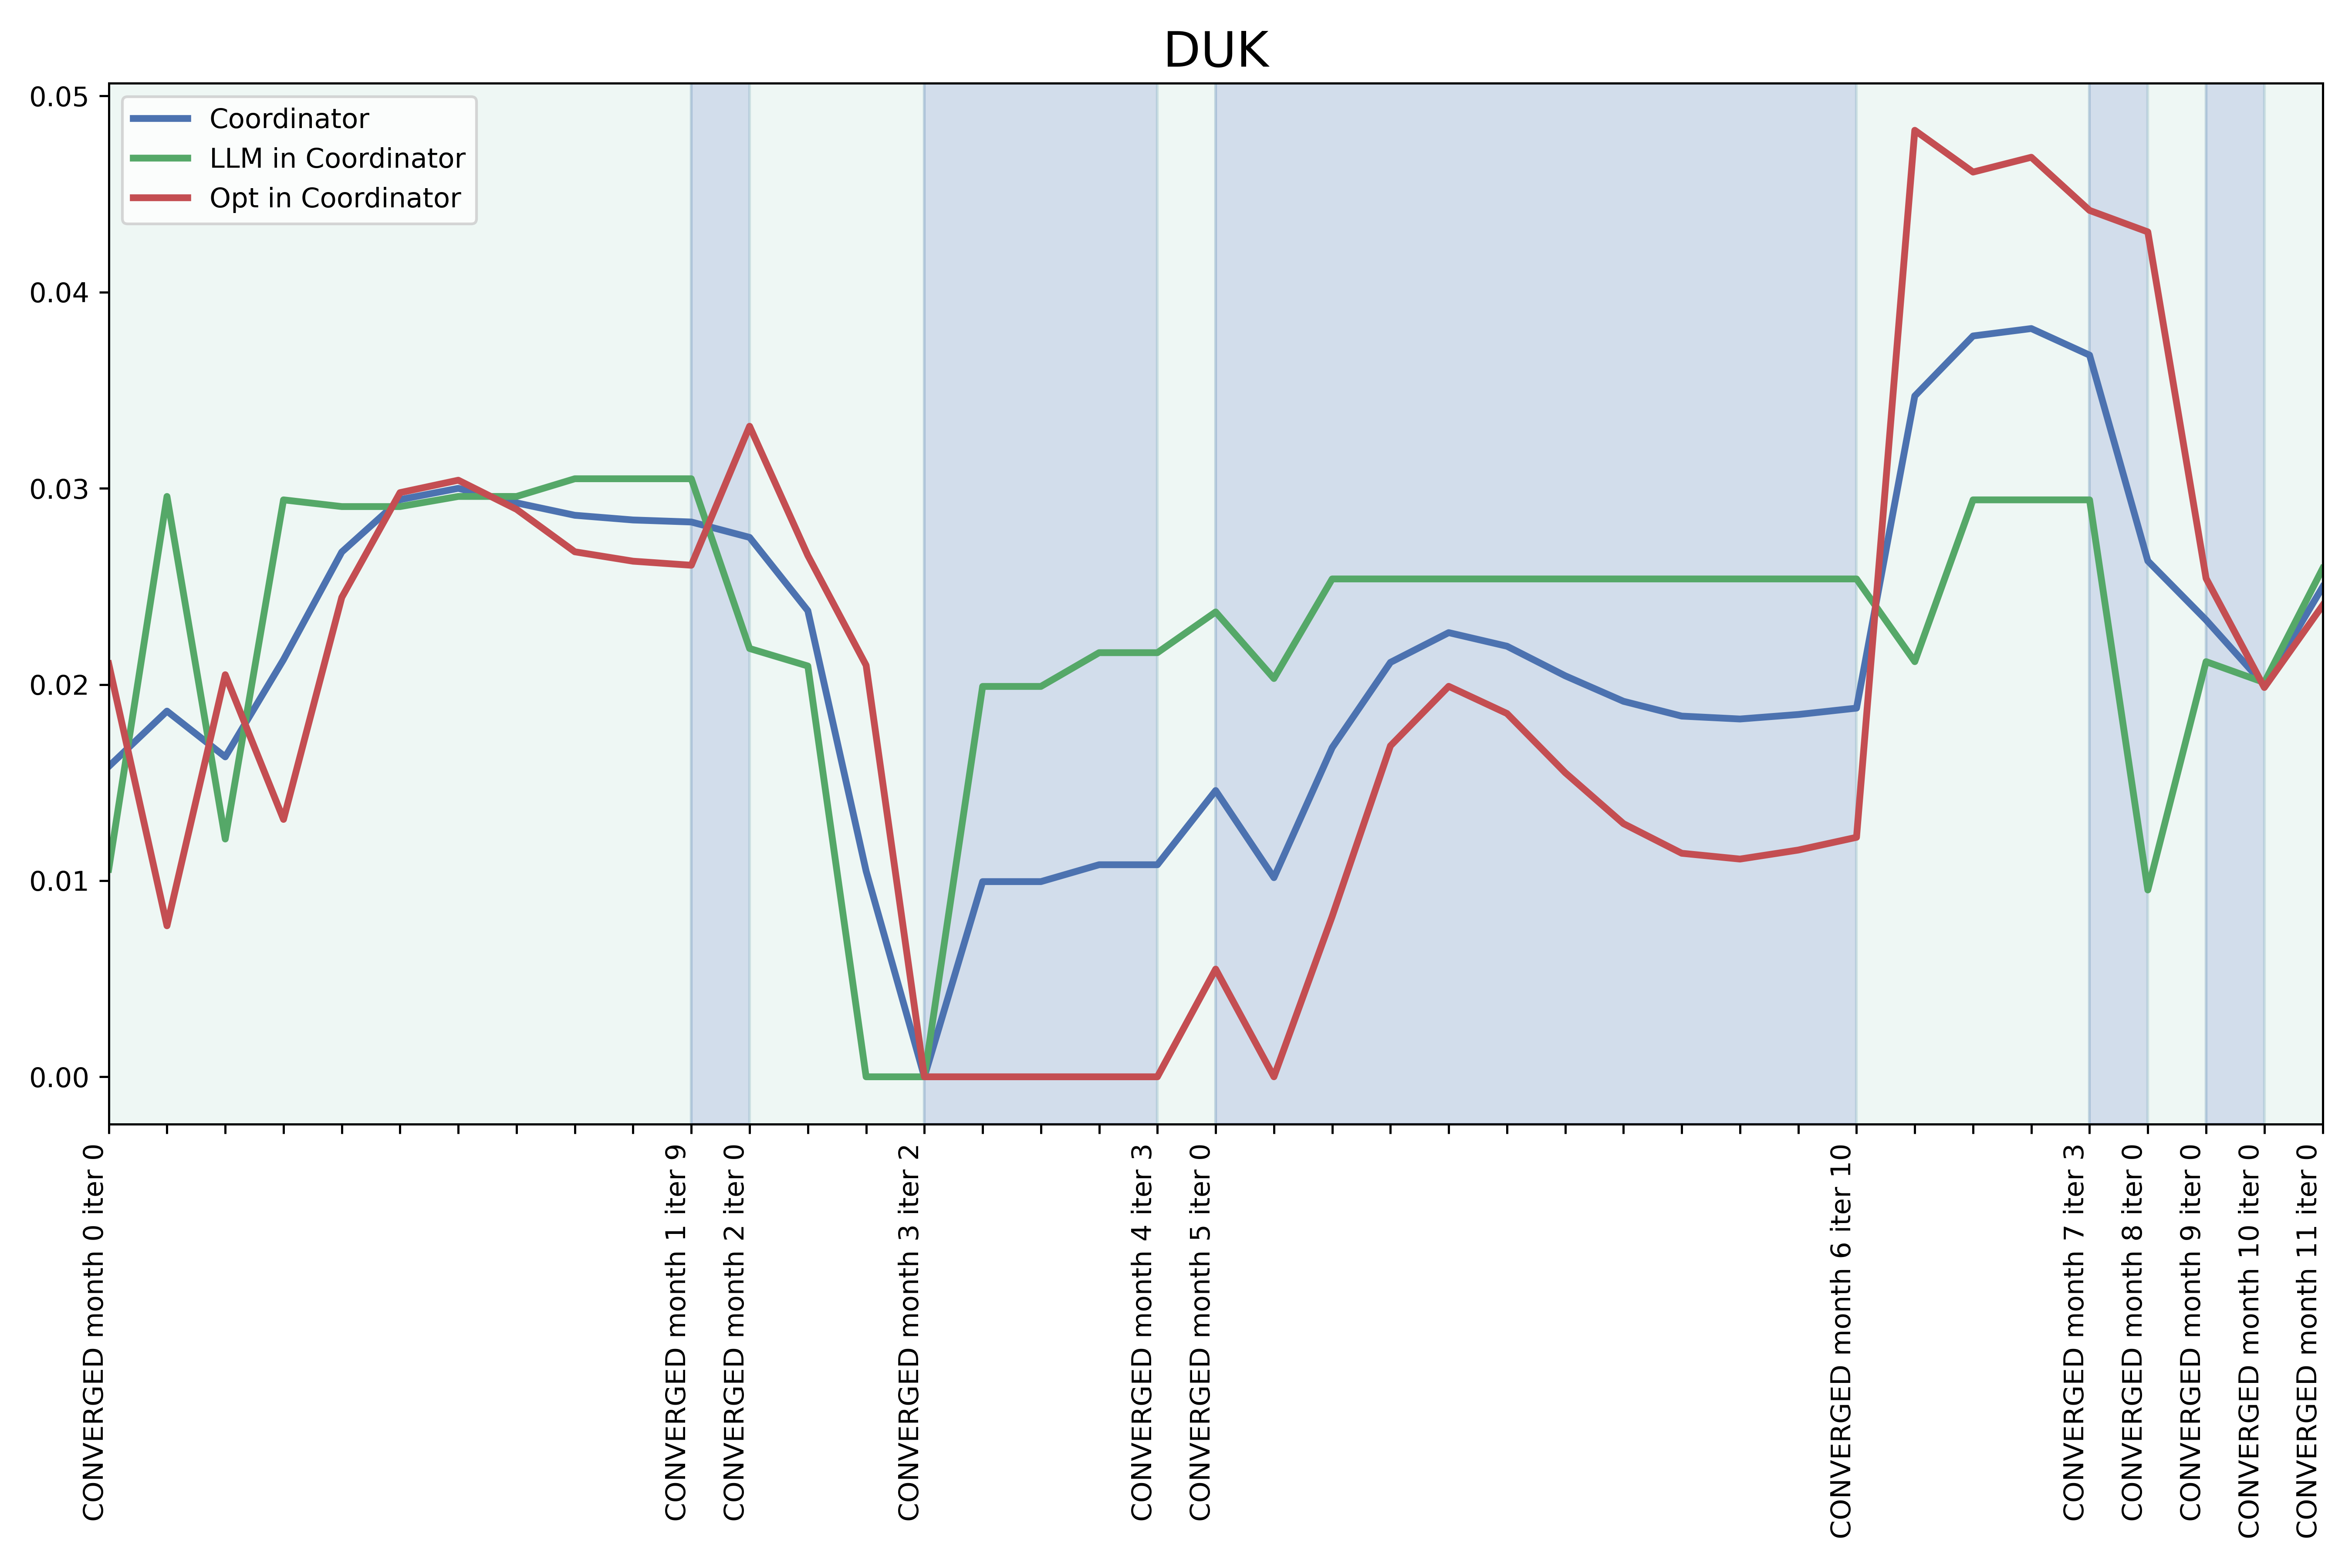 DUK
0.05
0.04
0.03
0.02
0.01
0.00
Coordinator
LLM in Coordinator
Opt in Coordinator
CONVERGED month 0 iter 0
CONVERGED month 1 iter 9
CONVERGED month 2 iter 0
CONVERGED month 3 iter 2
CONVERGED month 4 iter 3
CONVERGED month 5 iter 0
CONVERGED month 6 iter 10
CONVERGED month 7 iter 3
CONVERGED month 8 iter 0
CONVERGED month 9 iter 0
CONVERGED month 10 iter 0
CONVERGED month 11 iter 0